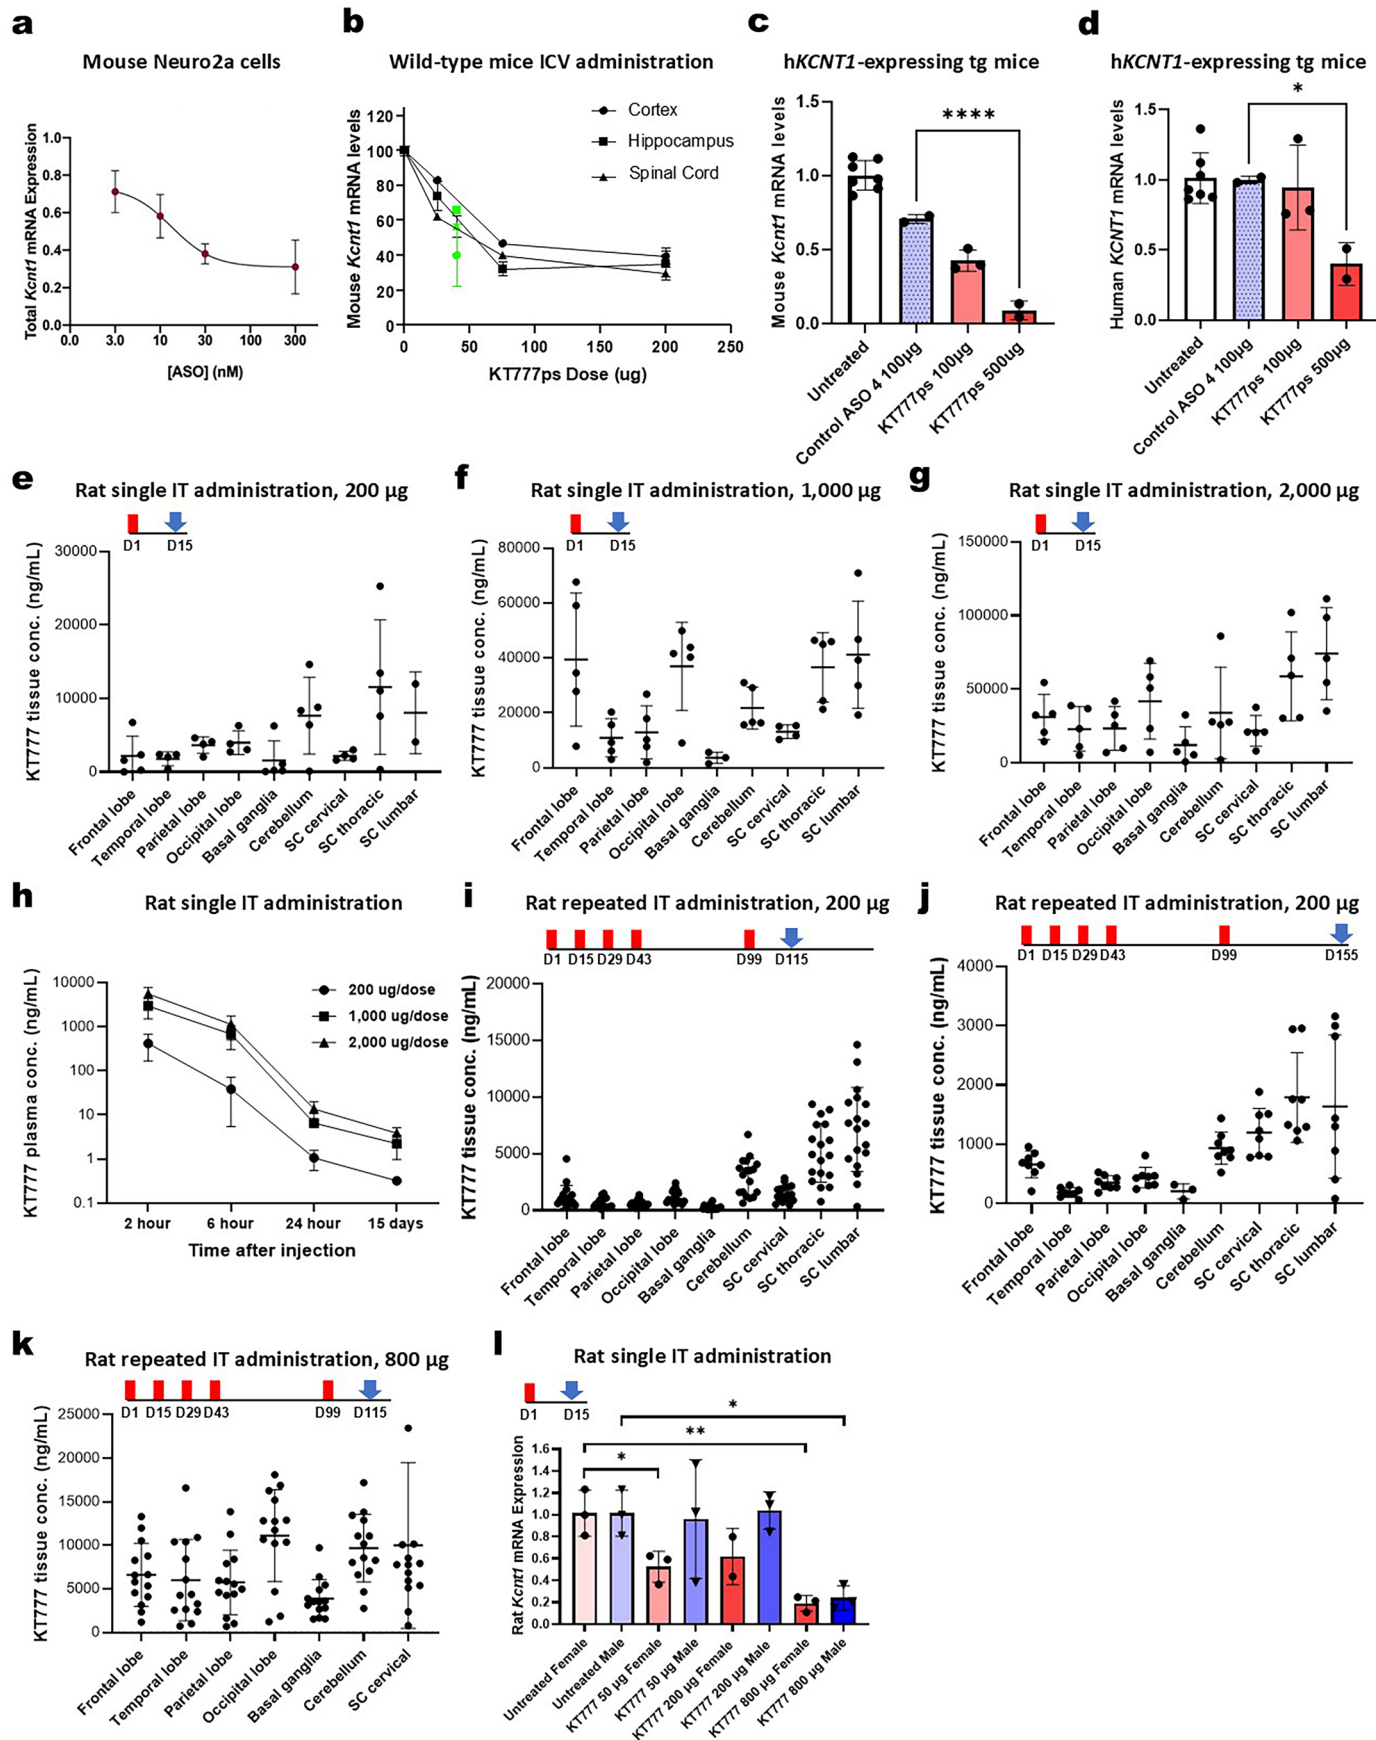 a
Mouse Neuro2a cells
Total Kcnt1 mRNA Expression
1.0
0.8
0.6
0.4
0.2
0.0
0.0 3.0 10 30 100 300
[ASO] (nM)
b
Wild-type mice ICV administration
Mouse Kcnt1 mRNA levels
120
100
80
60
40
20
0
0 50 100 150 200 250
KT777ps Dose (ug)
Cortex
Hippocampus
Spinal Cord
c
hKCNT1-expressing tg mice
Mouse Kcnt1 mRNA levels
1.5
1.0
0.5
0.0
****
Untreated
Control ASO 4 100µg
KT777ps 100µg
KT777ps 500ug
d
hKCNT1-expressing tg mice
Human KCNT1 mRNA levels
1.5
1.0
0.5
0.0
*
Untreated
Control ASO 4 100µg
KT777ps 100µg
KT777ps 500µg
e
Rat single IT administration, 200 µg
D1 D15
KT777 tissue conc. (ng/mL)
30000
20000
10000
0
Frontal lobe
Temporal lobe
Parietal lobe
Occipital lobe
Basal ganglia
Cerebellum
SC cervical
SC thoracic
SC lumbar
f
Rat single IT administration, 1,000 µg
D1 D15
KT777 tissue conc. (ng/mL)
80000
60000
40000
20000
0
Frontal lobe
Temporal lobe
Parietal lobe
Occipital lobe
Basal ganglia
Cerebellum
SC cervical
SC thoracic
SC lumbar
g
Rat single IT administration, 2,000 µg
D1 D15
KT777 tissue conc. (ng/mL)
150000
100000
50000
0
Frontal lobe
Temporal lobe
Parietal lobe
Occipital lobe
Basal ganglia
Cerebellum
SC cervical
SC thoracic
SC lumbar
h
Rat single IT administration
KT777 plasma conc. (ng/mL)
10000
1000
100
10
1
0.1
200 ug/dose
1,000 ug/dose
2,000 ug/dose
2 hour 6 hour 24 hour 15 days
Time after injection
i
Rat repeated IT administration, 200 µg
D1 D15 D29 D43 D99 D115
KT777 tissue conc. (ng/mL)
20000
15000
10000
5000
0
Frontal lobe
Temporal lobe
Parietal lobe
Occipital lobe
Basal ganglia
Cerebellum
SC cervical
SC thoracic
SC lumbar
j
Rat repeated IT administration, 200 µg
D1 D15 D29 D43 D99 D155
KT777 tissue conc. (ng/mL)
4000
3000
2000
1000
0
Frontal lobe
Temporal lobe
Parietal lobe
Occipital lobe
Basal ganglia
Cerebellum
SC cervical
SC thoracic
SC lumbar
k
Rat repeated IT administration, 800 µg
D1 D15 D29 D43 D99 D115
KT777 tissue conc. (ng/mL)
25000
20000
15000
10000
5000
0
Frontal lobe
Temporal lobe
Parietal lobe
Occipital lobe
Basal ganglia
Cerebellum
SC cervical
l
Rat single IT administration
D1 D15
*
**
*
Rat Kcnt1 mRNA Expression
1.6
1.4
1.2
1.0
0.8
0.6
0.4
0.2
0.0
Untreated Female
Untreated Male
KT777 50 µg Female
KT777 50 µg Male
KT777 200 µg Female
KT777 200 µg Male
KT777 800 µg Female
KT777 800 µg Male